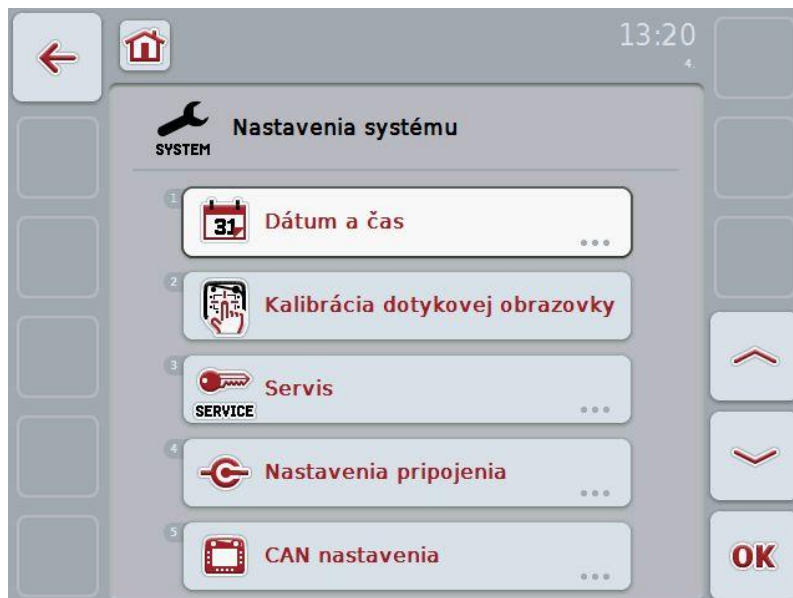 13:20
4.
SYSTEM
Nastavenia systému
1
31
Dátum a čas
2
Kalibrácia dotykovej obrazovky
3
SERVICE
Servis
4
Nastavenia pripojenia
5
CAN nastavenia
OK